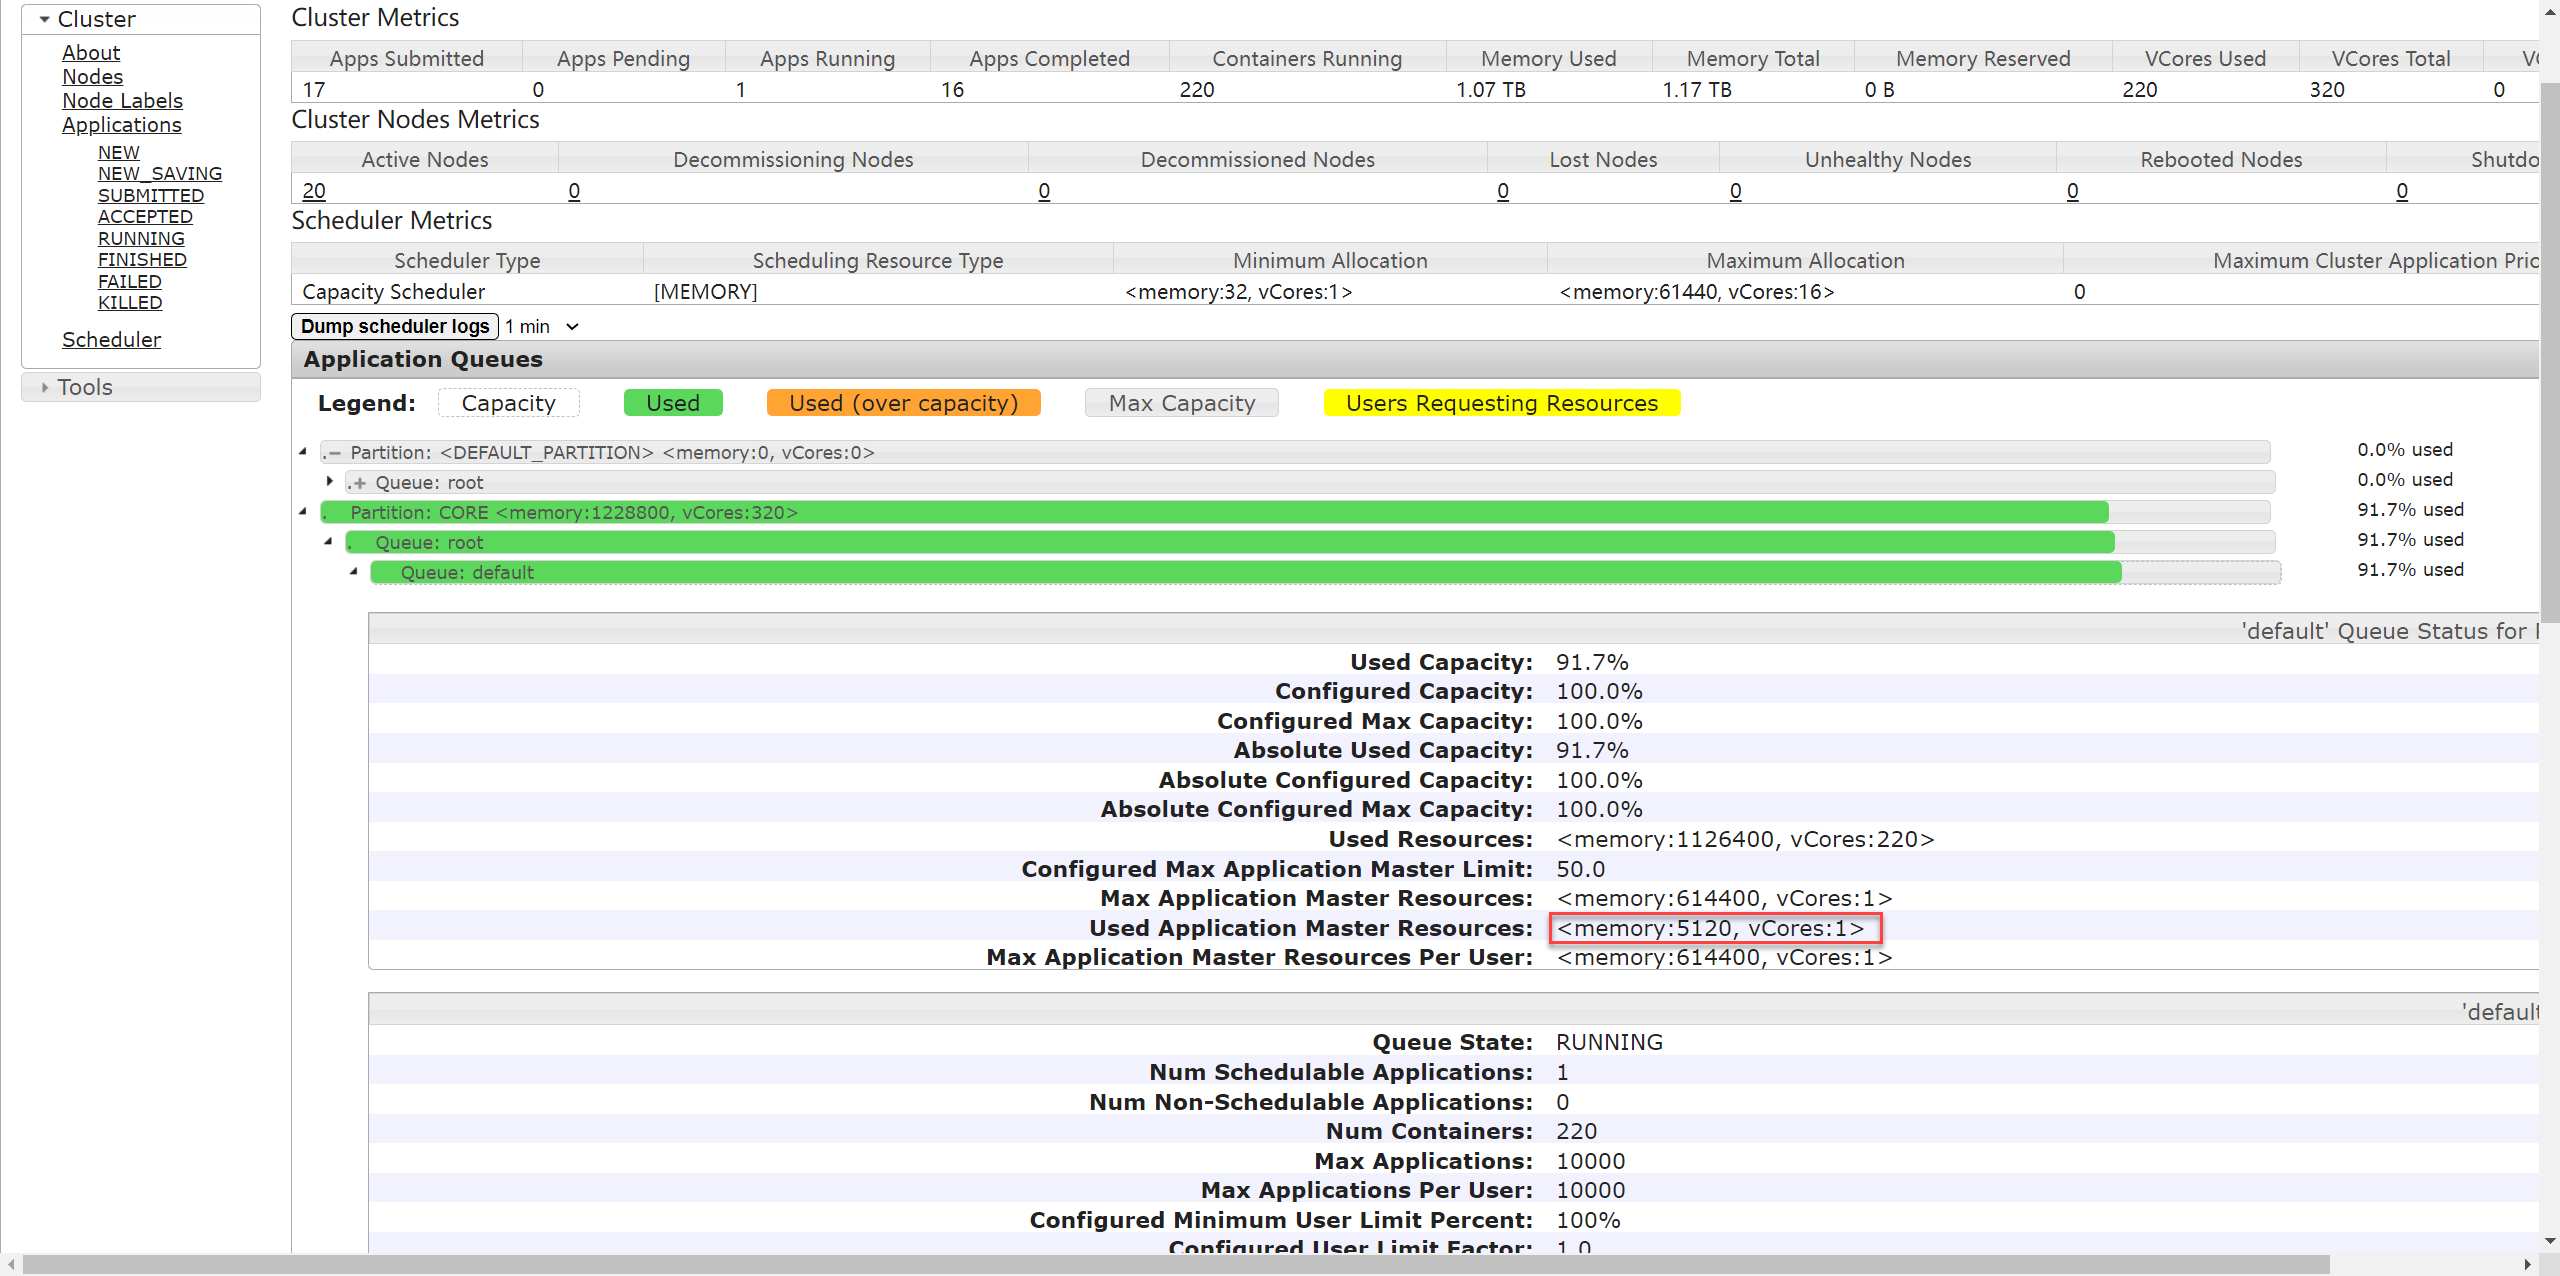 Cluster
About
Nodes
Node Labels
Applications
NEW
NEW_SAVING
SUBMITTED
ACCEPTED
RUNNING
FINISHED
FAILED
KILLED
Scheduler
Tools
Cluster Metrics
Apps Submitted Apps Pending Apps Running Apps Completed Containers Running Memory Used Memory Total Memory Reserved VCores Used VCores Total
17 0 1 16 220 1.07 TB 1.17 TB 0 B 220 320 0
Cluster Nodes Metrics
Active Nodes Decommissioning Nodes Decommissioned Nodes Lost Nodes Unhealthy Nodes Rebooted Nodes Shutdo
20 0 0 0 0 0 0
Scheduler Metrics
Scheduler Type Scheduling Resource Type Minimum Allocation Maximum Allocation Maximum Cluster Application Prio
Capacity Scheduler [MEMORY] <memory:32, vCores:1> <memory:61440, vCores:16> 0
Dump scheduler logs 1 min
Application Queues
Legend: Capacity Used Used (over capacity) Max Capacity Users Requesting Resources
.– Partition: <DEFAULT_PARTITION> <memory:0, vCores:0> 0.0% used
.+ Queue: root 0.0% used
. Partition: CORE <memory:1228800, vCores:320> 91.7% used
. Queue: root 91.7% used
Queue: default 91.7% used
'default' Queue Status for
Used Capacity: 91.7%
Configured Capacity: 100.0%
Configured Max Capacity: 100.0%
Absolute Used Capacity: 91.7%
Absolute Configured Capacity: 100.0%
Absolute Configured Max Capacity: 100.0%
Used Resources: <memory:1126400, vCores:220>
Configured Max Application Master Limit: 50.0
Max Application Master Resources: <memory:614400, vCores:1>
Used Application Master Resources: <memory:5120, vCores:1>
Max Application Master Resources Per User: <memory:614400, vCores:1>
'default
Queue State: RUNNING
Num Schedulable Applications: 1
Num Non-Schedulable Applications: 0
Num Containers: 220
Max Applications: 10000
Max Applications Per User: 10000
Configured Minimum User Limit Percent: 100%
Configured User Limit Factor: 1.0